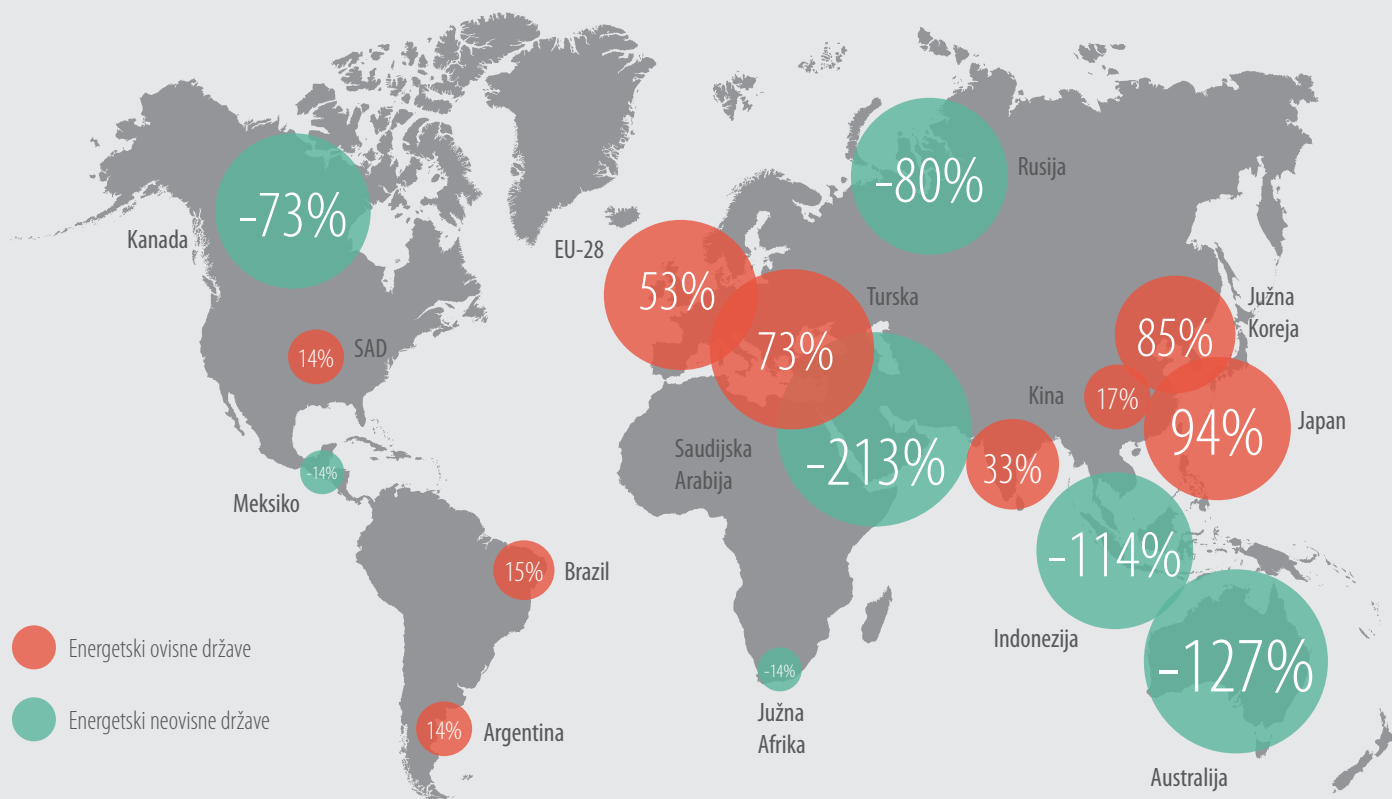 -80%
Rusija
-73%
Kanada
EU-28
53%
Turska
73%
Južna
Koreja
85%
SAD
14%
Kina
17%
Japan
94%
Saudijska
Arabija
-213%
33%
-14%
Meksiko
-114%
Indonezija
15%
Brazil
Energetski ovisne države
Energetski neovisne države
-14%
Južna
Afrika
-127%
Australija
14%
Argentina